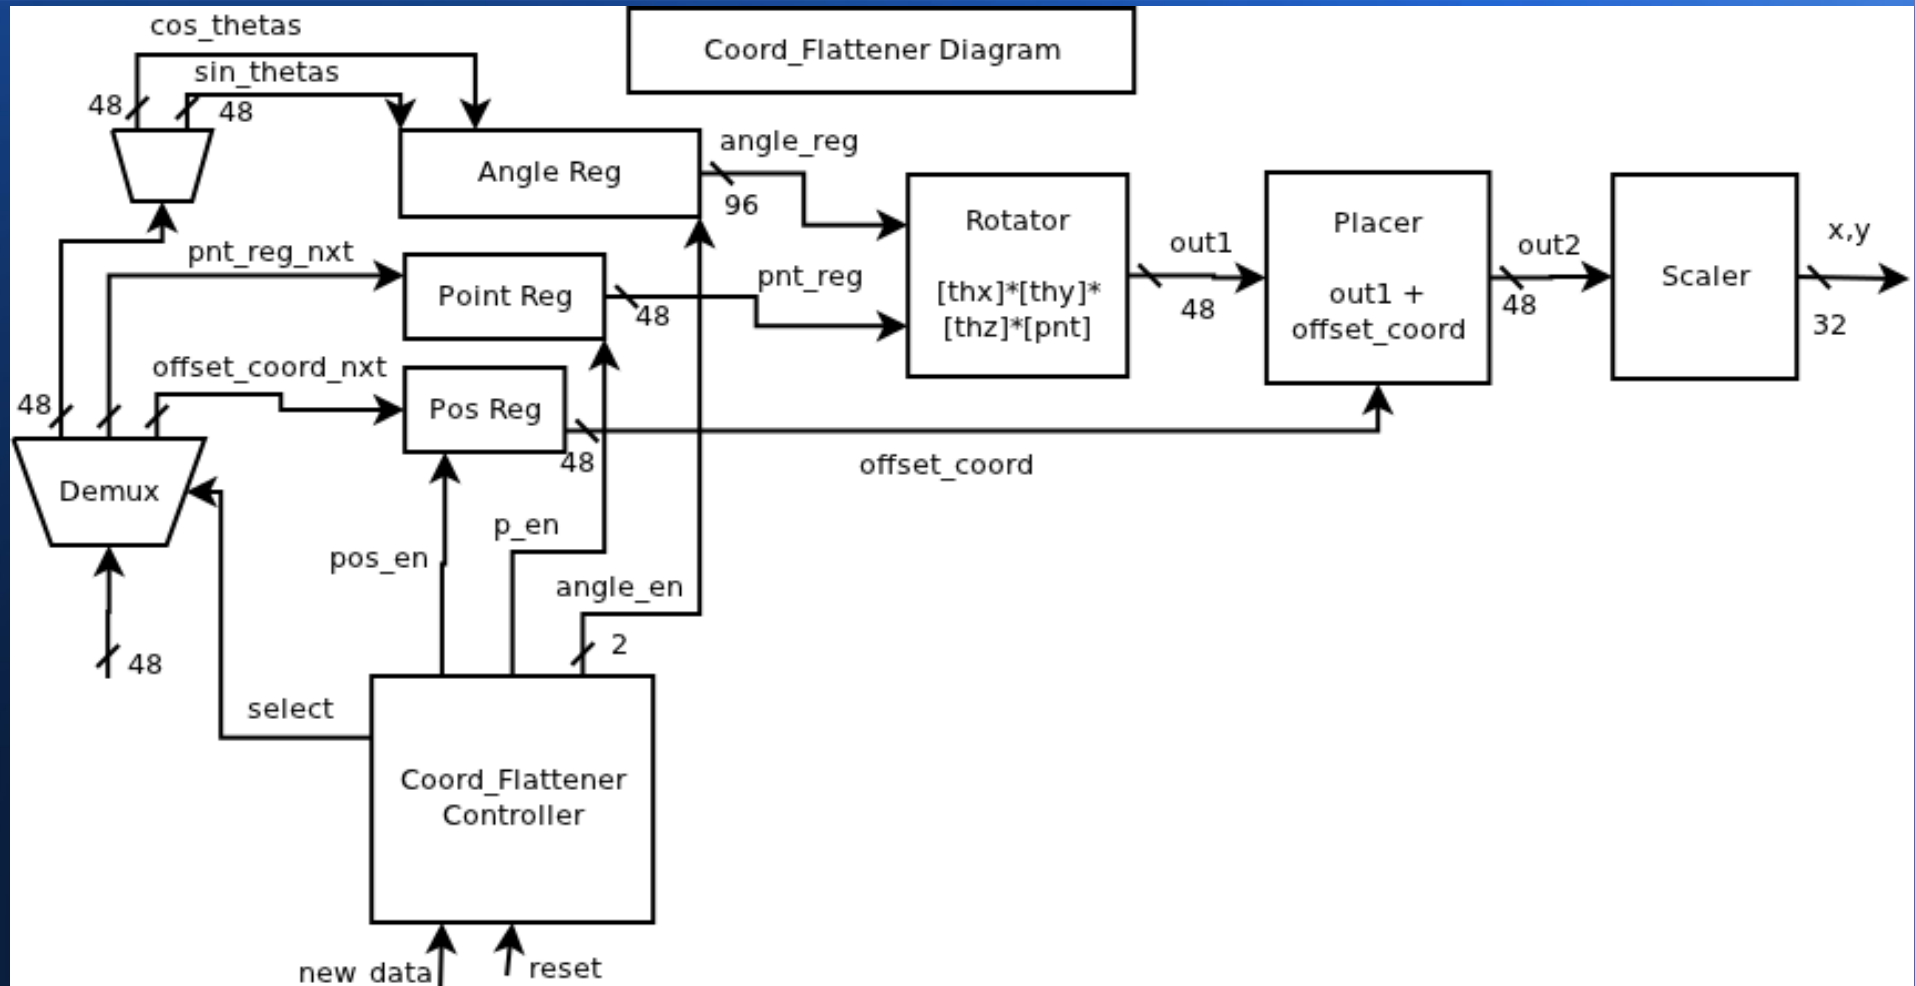 cos_thetas
Coord_Flattener Diagram
sin_thetas
48
48
Angle Reg
angle_reg
96
pnt_reg_nxt
Point Reg
48
pnt_reg
Rotator
[thx]*[thy]*
[thz]*[pnt]
out1
48
Placer
out1 +
offset_coord
out2
48
Scaler
x,y
32
offset_coord_nxt
48
Pos Reg
48
offset_coord
Demux
48
p_en
pos_en
angle_en
2
select
Coord_Flattener
Controller
new_data
reset